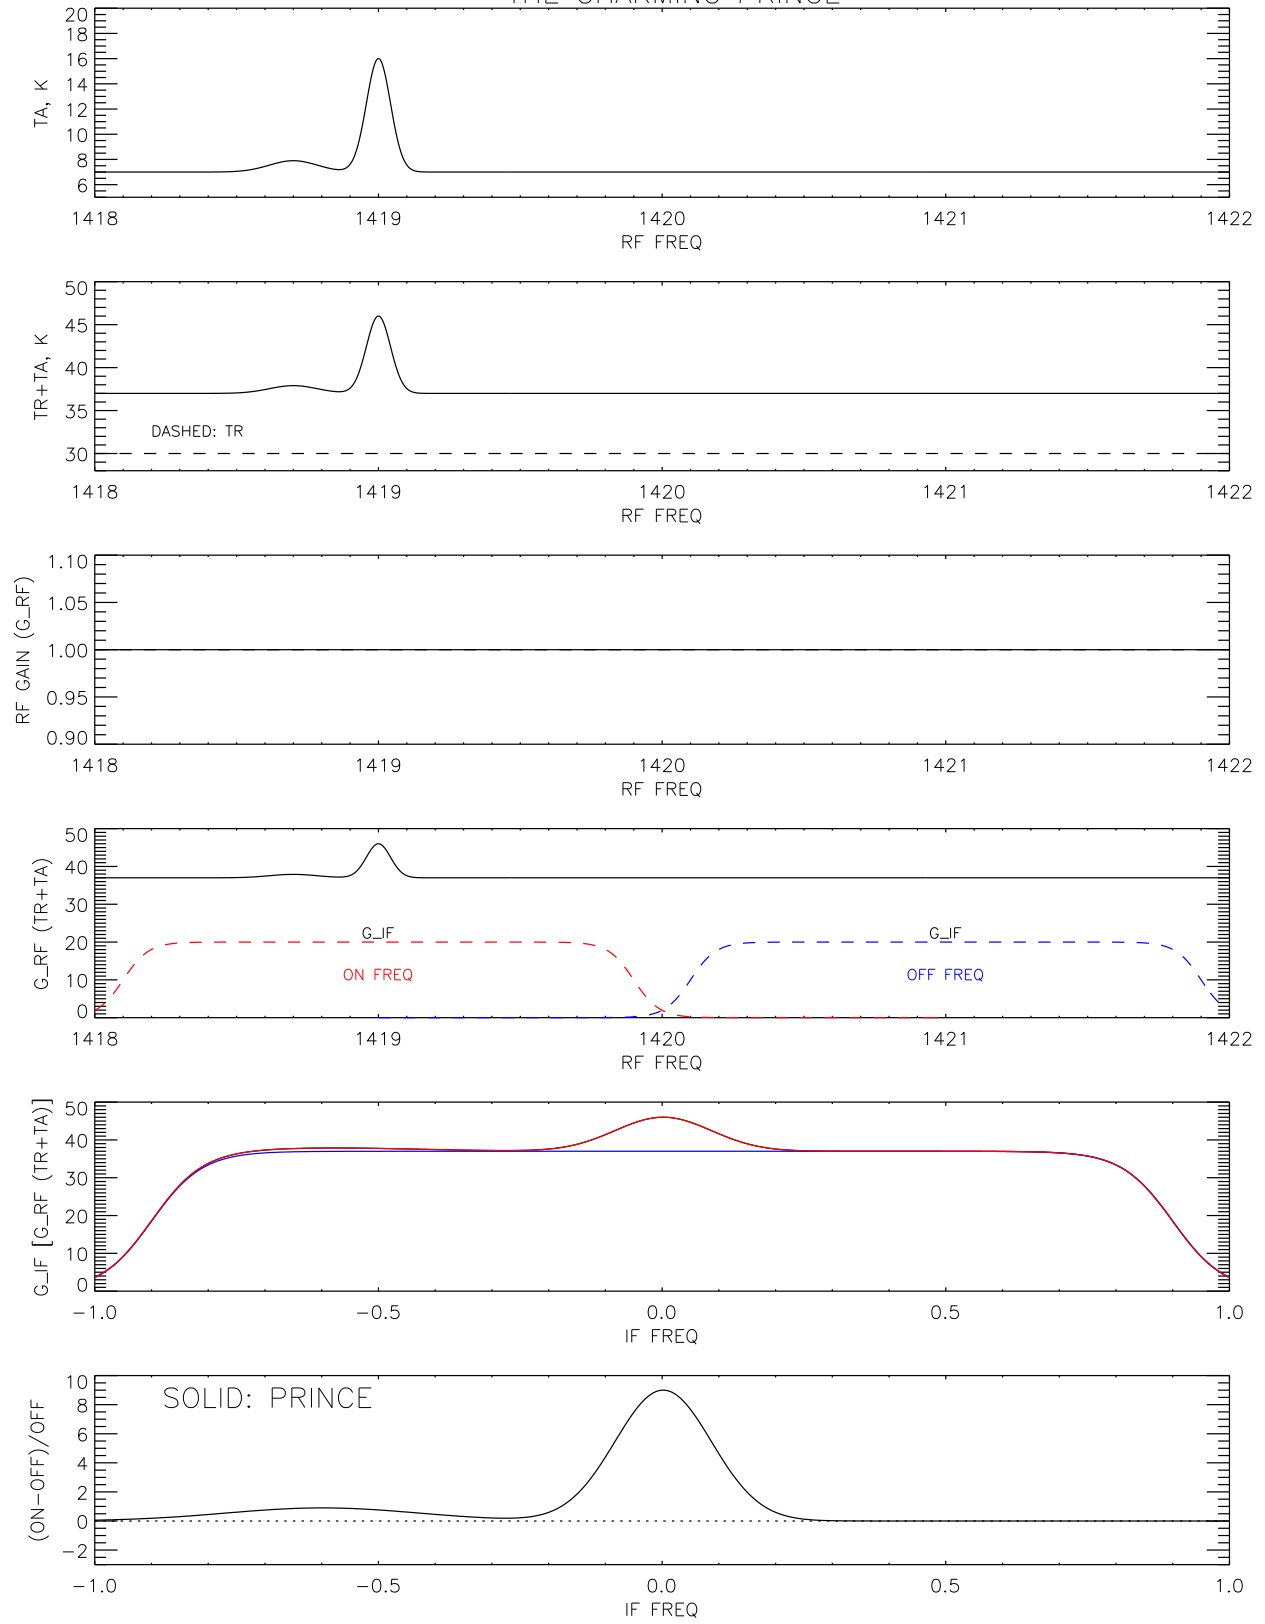 THE CHARMING PRINCE
20
18
16
14
12
10
8
6
TA, K
1418 1419 1420 1421 1422
RF FREQ
50
45
40
35
30
TR+TA, K
DASHED: TR
1418 1419 1420 1421 1422
RF FREQ
1.10
1.05
1.00
0.95
0.90
RF GAIN (G_RF)
1418 1419 1420 1421 1422
RF FREQ
50
40
30
20
10
0
G_RF (TR+TA)
G_IF G_IF
ON FREQ OFF FREQ
1418 1419 1420 1421 1422
RF FREQ
50
40
30
20
10
0
G_IF [G_RF (TR+TA)]
-1.0 -0.5 0.0 0.5 1.0
IF FREQ
10
8
6
4
2
0
-2
(ON-OFF)/OFF
SOLID: PRINCE
-1.0 -0.5 0.0 0.5 1.0
IF FREQ